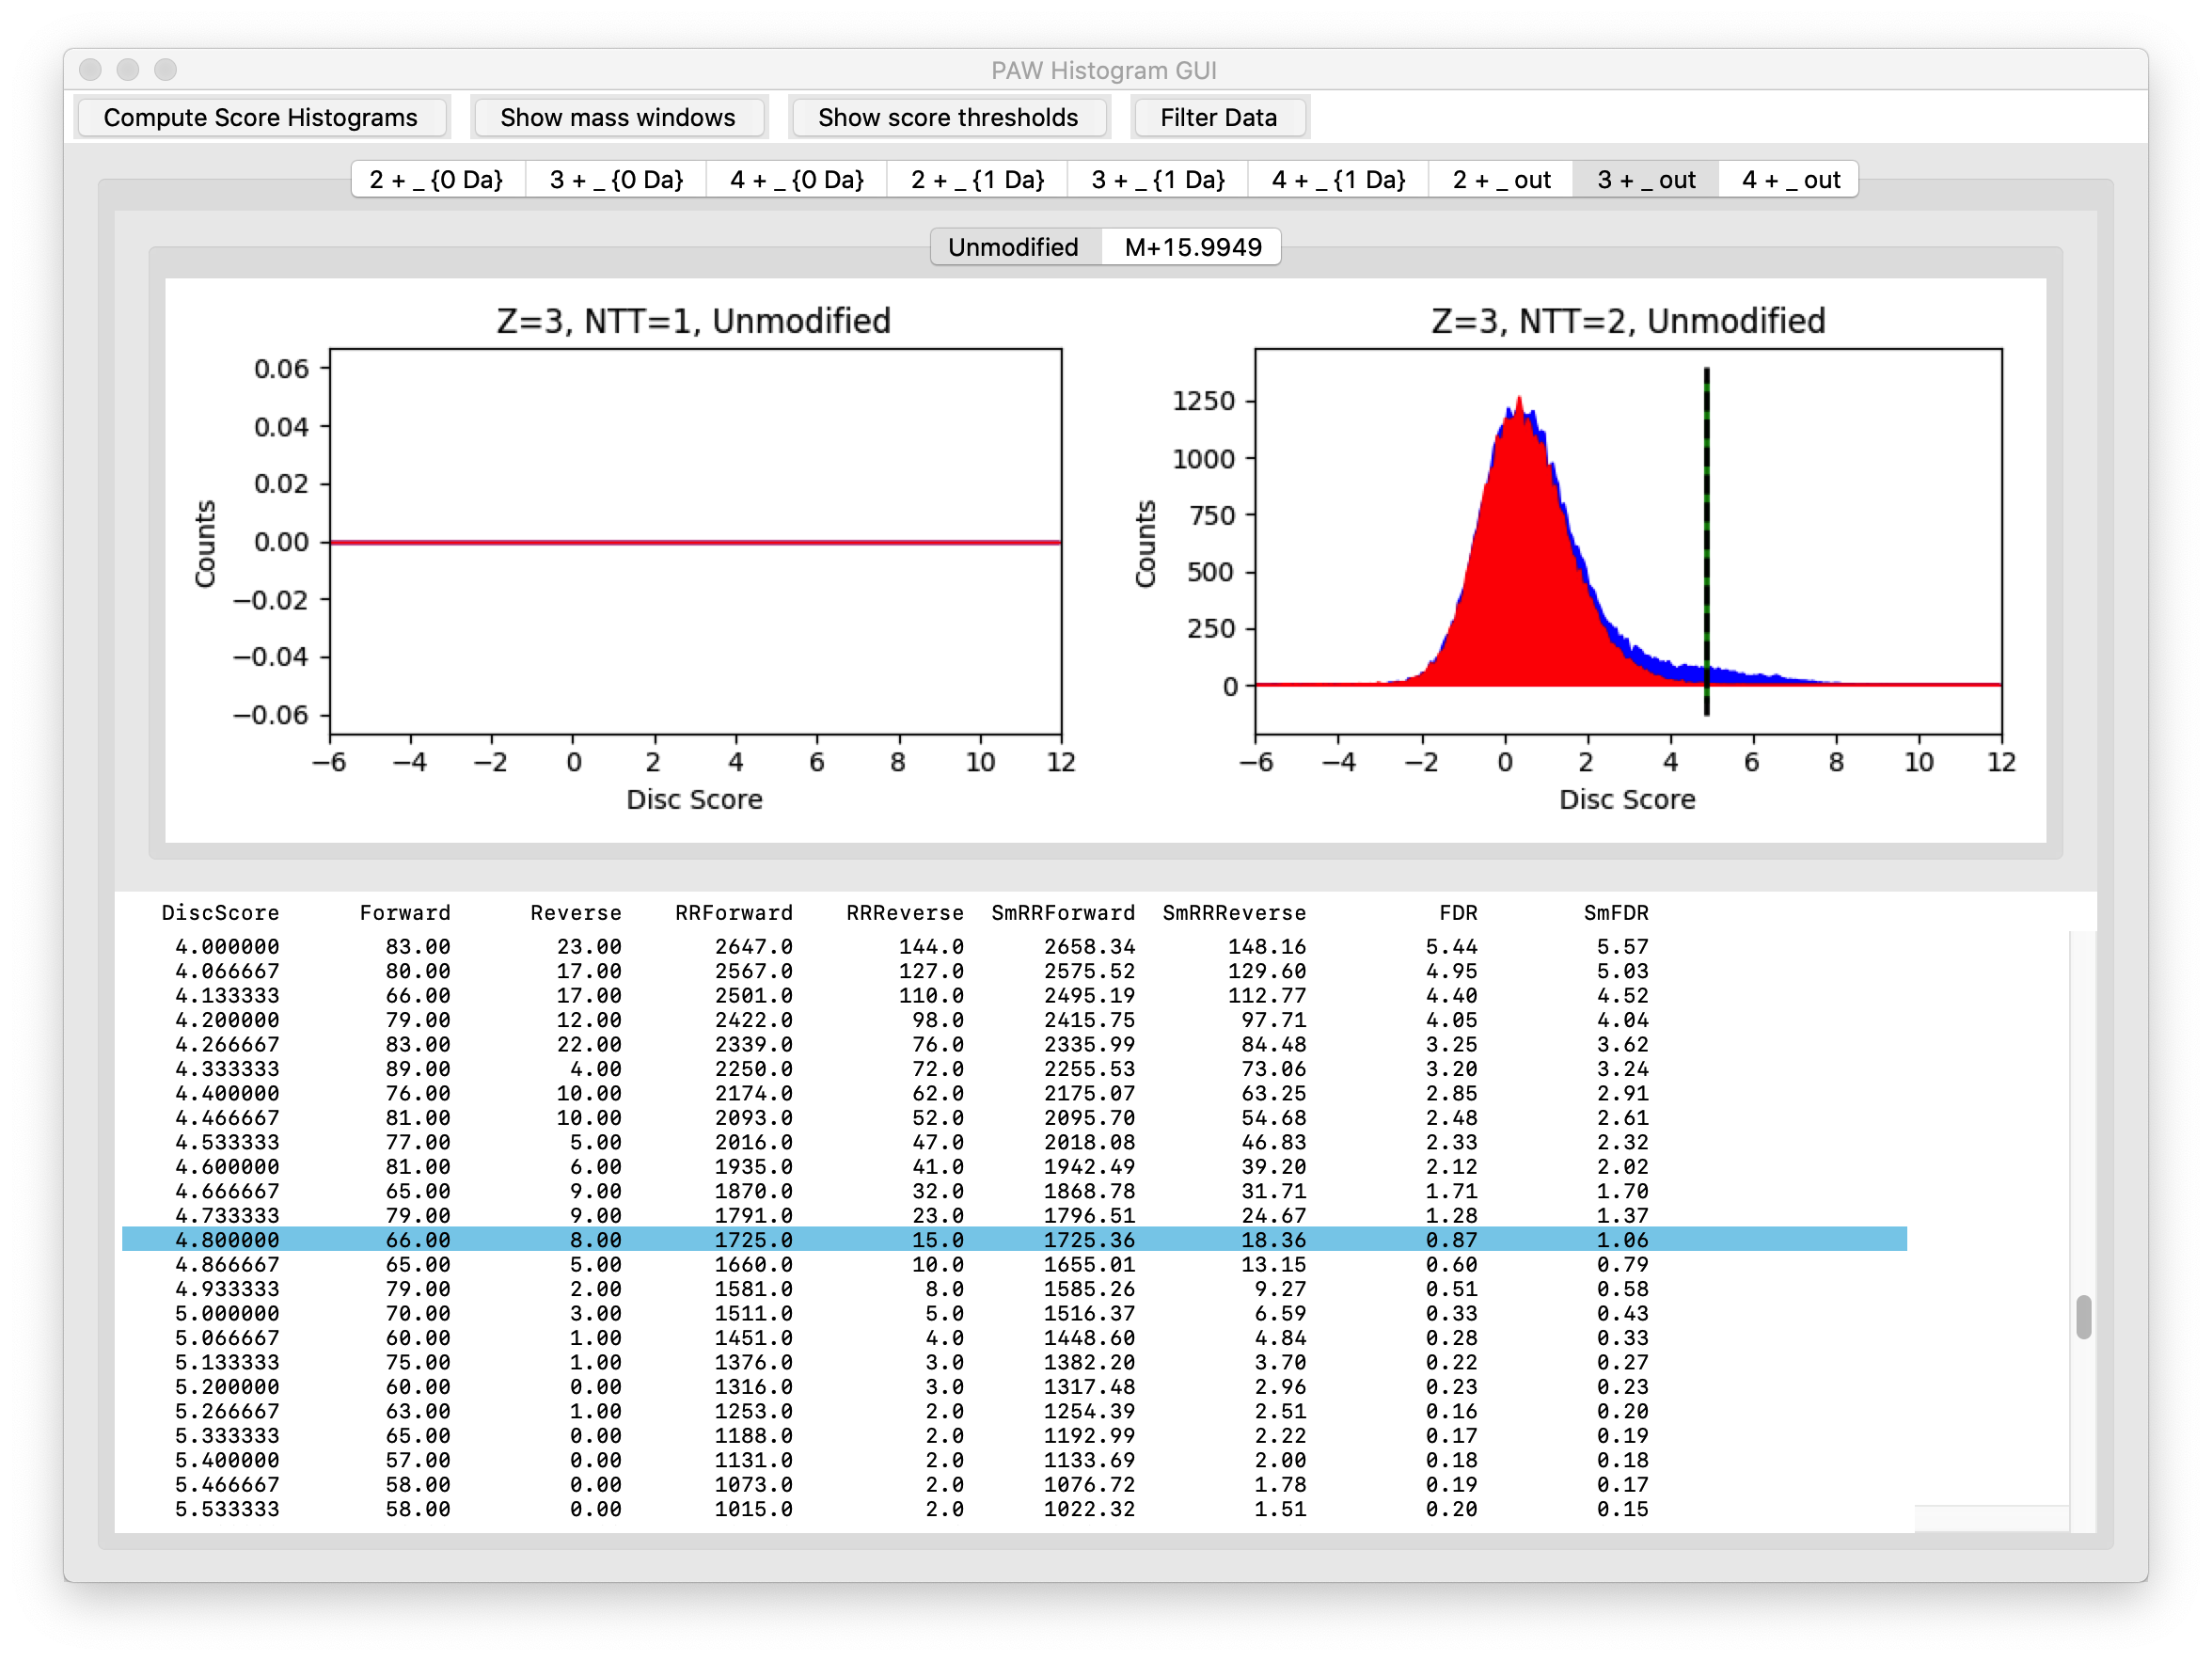 PAW Histogram GUI
Compute Score Histograms Show mass windows Show score thresholds Filter Data
2 + _ {0 Da} 3 + _ {0 Da} 4 + _ {0 Da} 2 + _ {1 Da} 3 + _ {1 Da} 4 + _ {1 Da} 2 + _ out 3 + _ out 4 + _ out
Unmodified M+15.9949
Z=3, NTT=1, Unmodified
0.06
0.04
0.02
0.00
−0.02
−0.04
−0.06
Counts
−6 −4 −2 0 2 4 6 8 10 12
Disc Score
Z=3, NTT=2, Unmodified
1250
1000
750
500
250
0
Counts
−6 −4 −2 0 2 4 6 8 10 12
Disc Score
DiscScore Forward Reverse RRForward RRReverse SmRRForward SmRRReverse FDR SmFDR
4.000000 83.00 23.00 2647.0 144.0 2658.34 148.16 5.44 5.57
4.066667 80.00 17.00 2567.0 127.0 2575.52 129.60 4.95 5.03
4.133333 66.00 17.00 2501.0 110.0 2495.19 112.77 4.40 4.52
4.200000 79.00 12.00 2422.0 98.0 2415.75 97.71 4.05 4.04
4.266667 83.00 22.00 2339.0 76.0 2335.99 84.48 3.25 3.62
4.333333 89.00 4.00 2250.0 72.0 2255.53 73.06 3.20 3.24
4.400000 76.00 10.00 2174.0 62.0 2175.07 63.25 2.85 2.91
4.466667 81.00 10.00 2093.0 52.0 2095.70 54.68 2.48 2.61
4.533333 77.00 5.00 2016.0 47.0 2018.08 46.83 2.33 2.32
4.600000 81.00 6.00 1935.0 41.0 1942.49 39.20 2.12 2.02
4.666667 65.00 9.00 1870.0 32.0 1868.78 31.71 1.71 1.70
4.733333 79.00 9.00 1791.0 23.0 1796.51 24.67 1.28 1.37
4.800000 66.00 8.00 1725.0 15.0 1725.36 18.36 0.87 1.06
4.866667 65.00 5.00 1660.0 10.0 1655.01 13.15 0.60 0.79
4.933333 79.00 2.00 1581.0 8.0 1585.26 9.27 0.51 0.58
5.000000 70.00 3.00 1511.0 5.0 1516.37 6.59 0.33 0.43
5.066667 60.00 1.00 1451.0 4.0 1448.60 4.84 0.28 0.33
5.133333 75.00 1.00 1376.0 3.0 1382.20 3.70 0.22 0.27
5.200000 60.00 0.00 1316.0 3.0 1317.48 2.96 0.23 0.23
5.266667 63.00 1.00 1253.0 2.0 1254.39 2.51 0.16 0.20
5.333333 65.00 0.00 1188.0 2.0 1192.99 2.22 0.17 0.19
5.400000 57.00 0.00 1131.0 2.0 1133.69 2.00 0.18 0.18
5.466667 58.00 0.00 1073.0 2.0 1076.72 1.78 0.19 0.17
5.533333 58.00 0.00 1015.0 2.0 1022.32 1.51 0.20 0.15